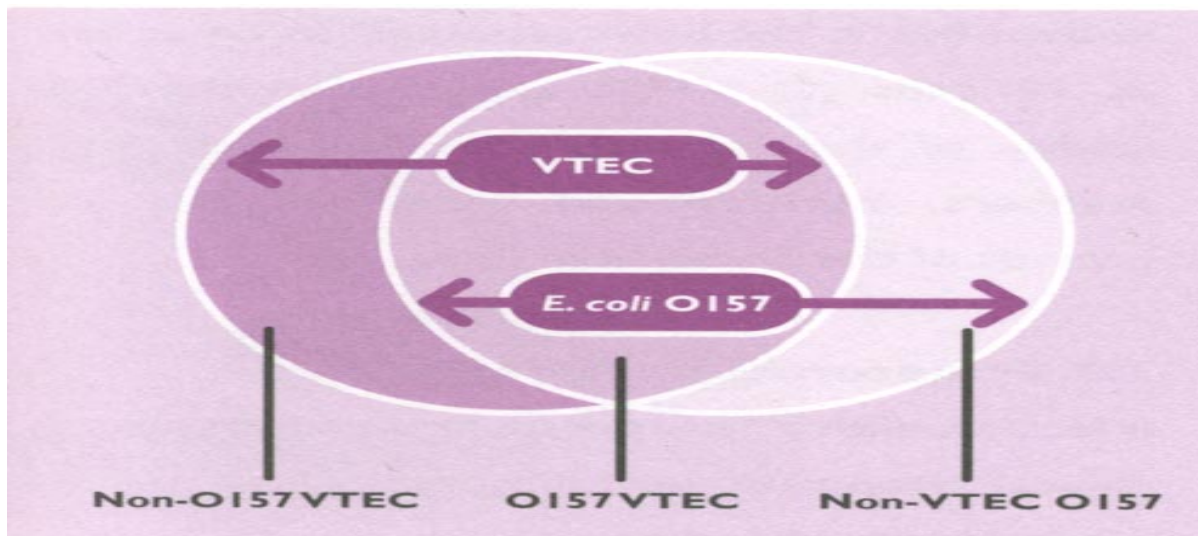 VTEC
E. coli O157
Non-O157 VTEC
O157 VTEC
Non-VTEC O157